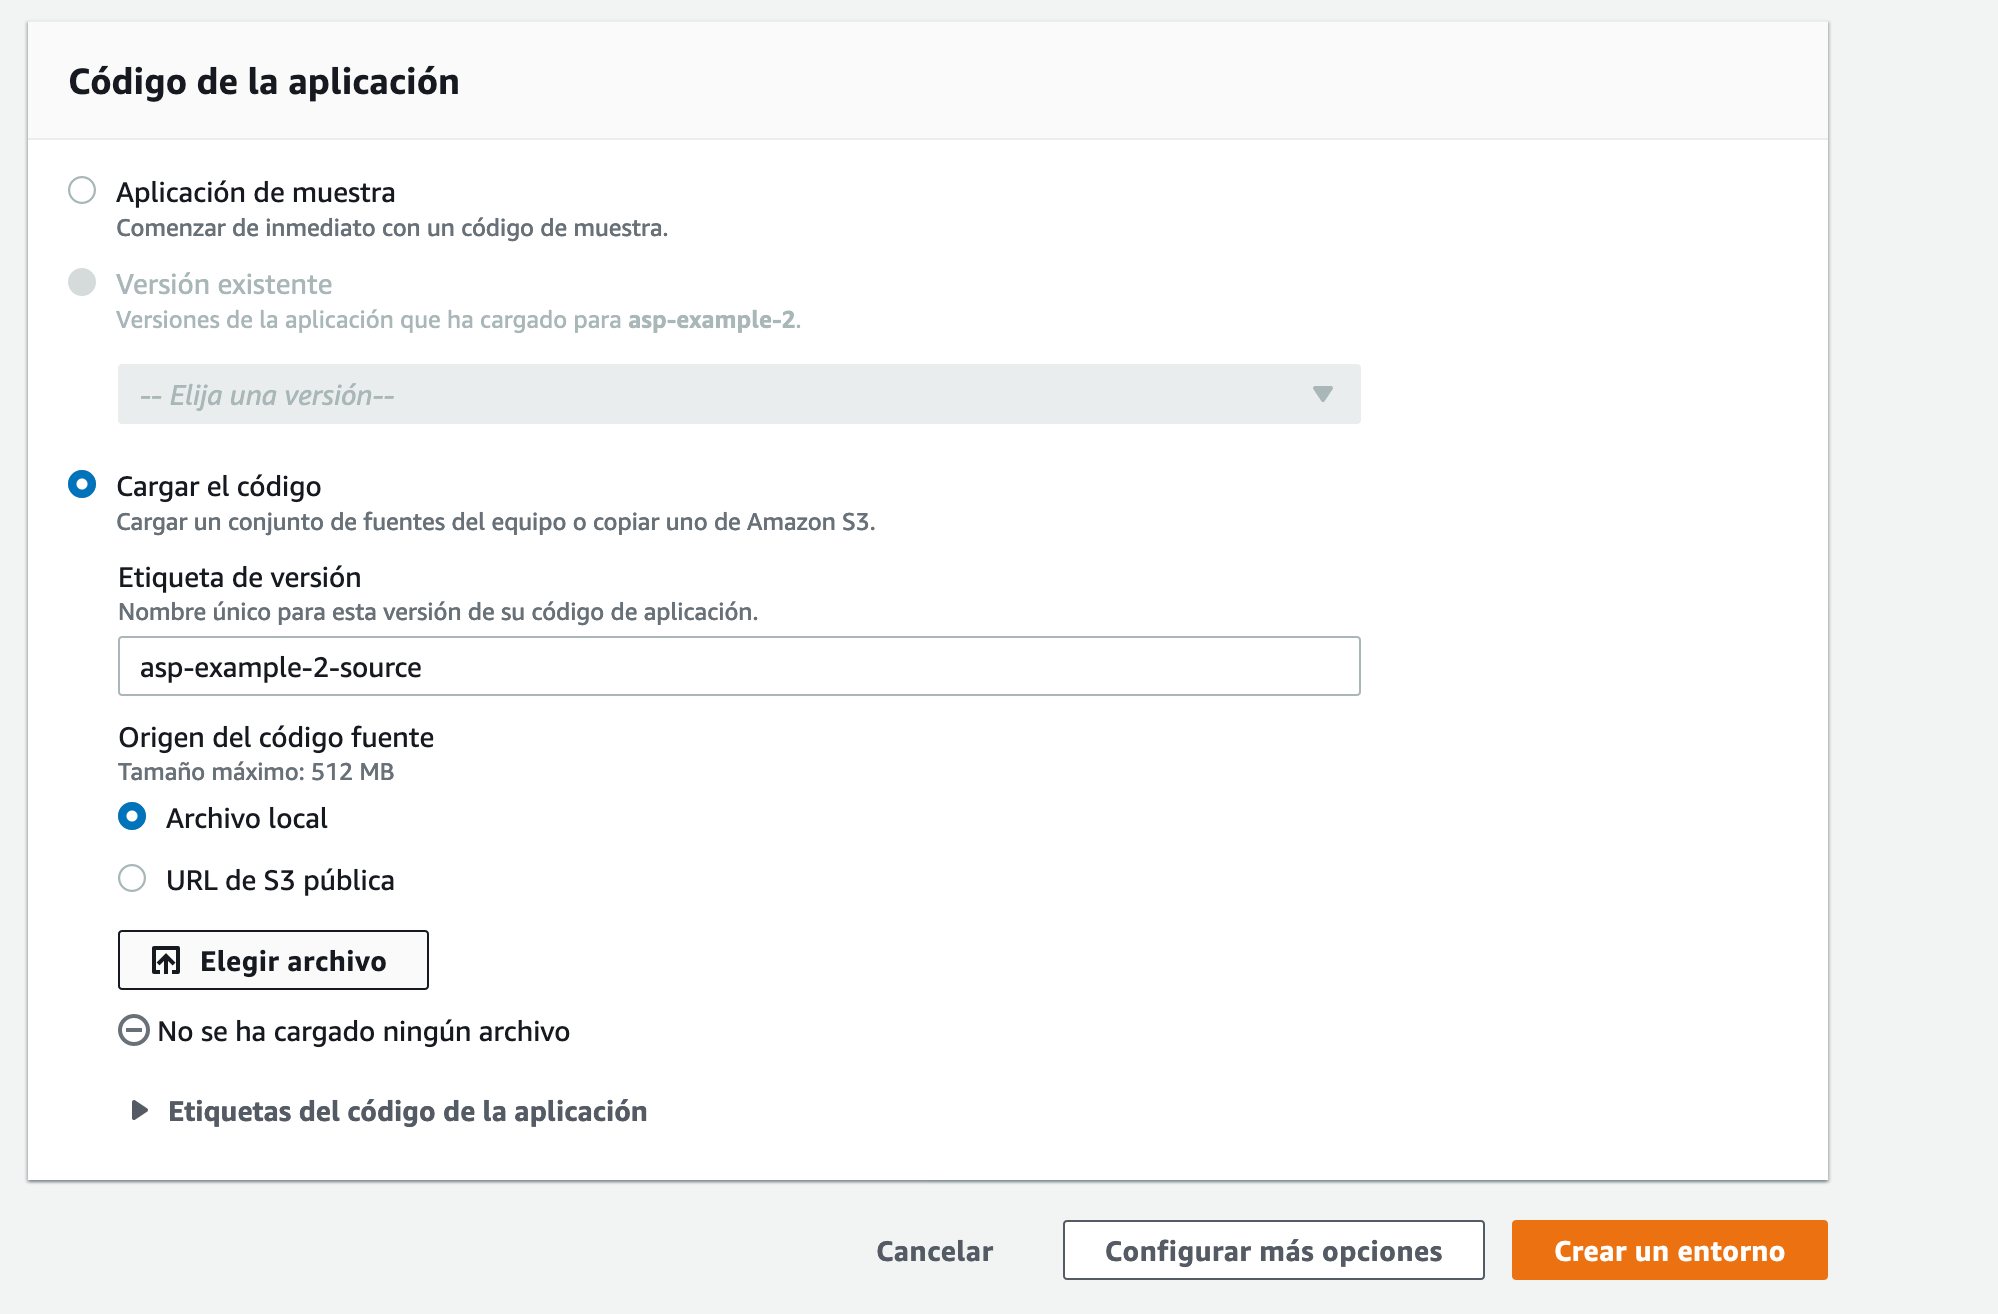 Código de la aplicación
Aplicación de muestra
Comenzar de inmediato con un código de muestra.
Versión existente
Versiones de la aplicación que ha cargado para asp-example-2.
-- Elija una versión--
Cargar el código
Cargar un conjunto de fuentes del equipo o copiar uno de Amazon S3.
Etiqueta de versión
Nombre único para esta versión de su código de aplicación.
asp-example-2-source
Origen del código fuente
Tamaño máximo: 512 MB
Archivo local
URL de S3 pública
Elegir archivo
No se ha cargado ningún archivo
Etiquetas del código de la aplicación
Cancelar
Configurar más opciones
Crear un entorno